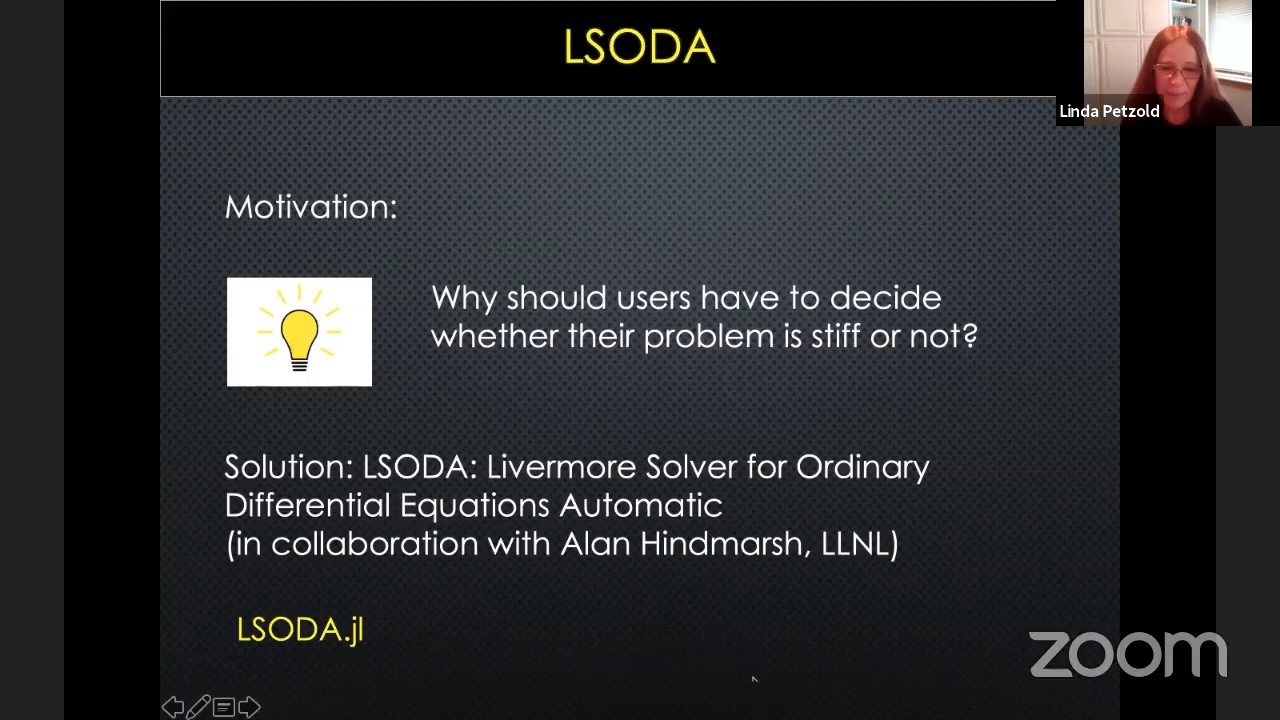 LSODA
Linda Petzold
Motivation:
Why should users have to decide
whether their problem is stiff or not?
Solution: LSODA: Livermore Solver for Ordinary
Differential Equations Automatic
(in collaboration with Alan Hindmarsh, LLNL)
LSODA.jl
zoom